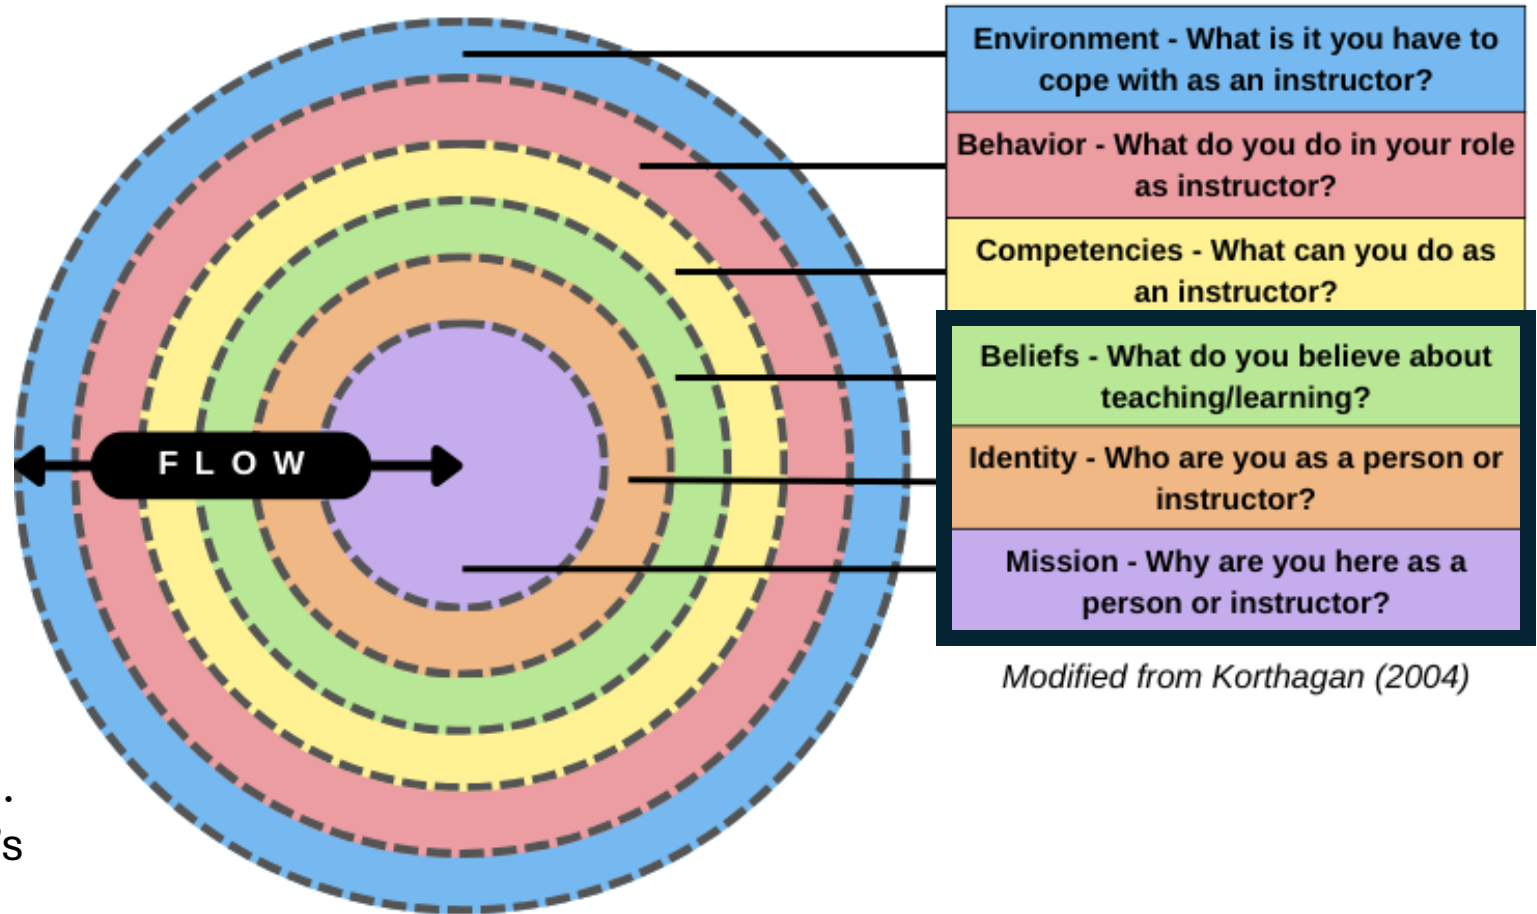 Environment - What is it you have to
cope with as an instructor?
Behavior - What do you do in your role
as instructor?
Competencies - What can you do as
an instructor?
Beliefs - What do you believe about
teaching/learning?
Identity - Who are you as a person or
instructor?
Mission - Why are you here as a
person or instructor?
FLOW
Modified from Korthagan (2004)
.
's